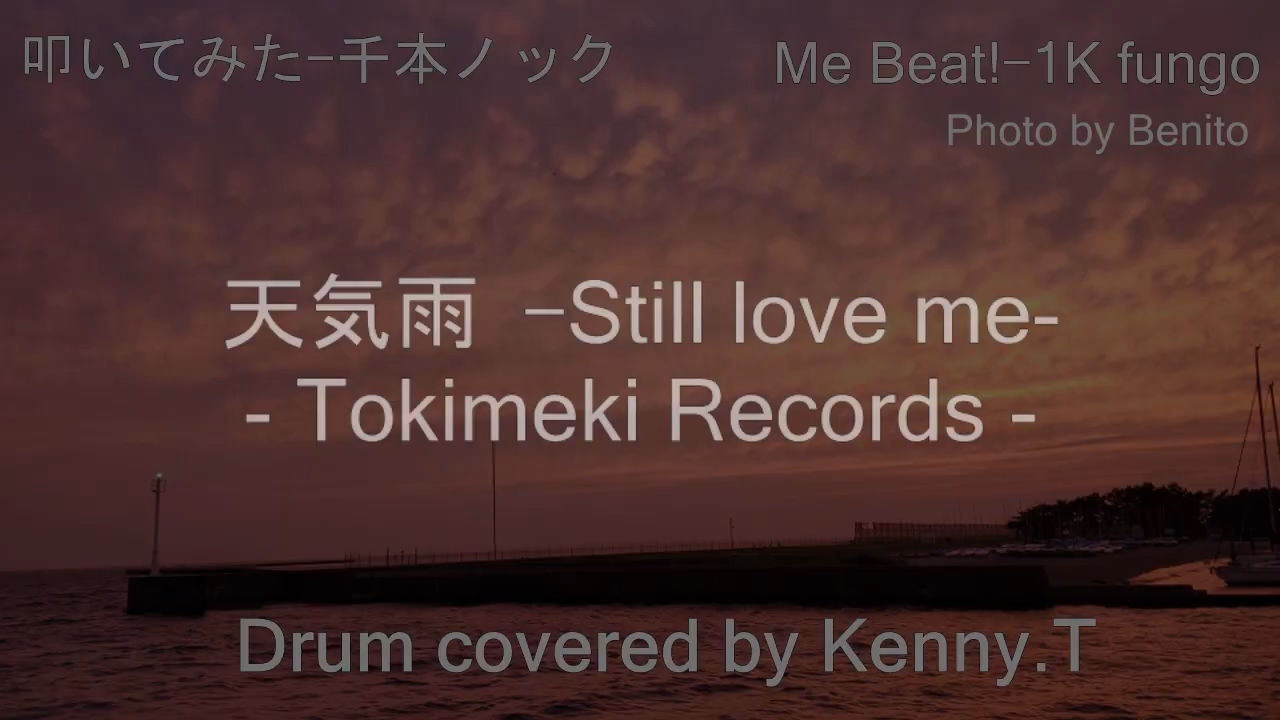 叩いてみた−千本ノック
Me Beat!−1K fungo
Photo by Benito
天気雨 −Still love me-
- Tokimeki Records -
Drum covered by Kenny.T